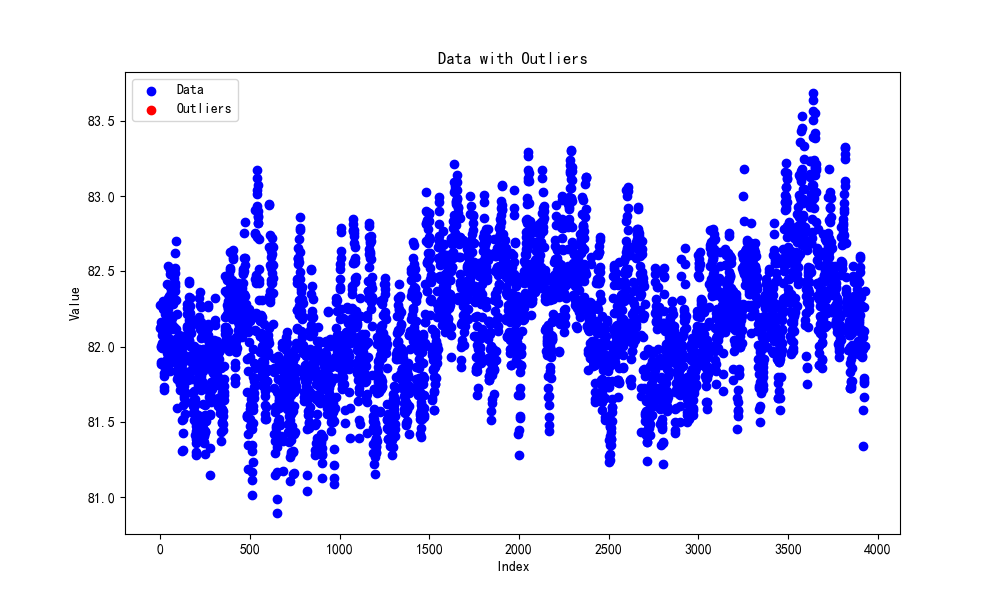 Data with Outliers
Data
Outliers
83.5
83.0
82.5
82.0
81.5
81.0
Value
0 500 1000 1500 2000 2500 3000 3500 4000
Index